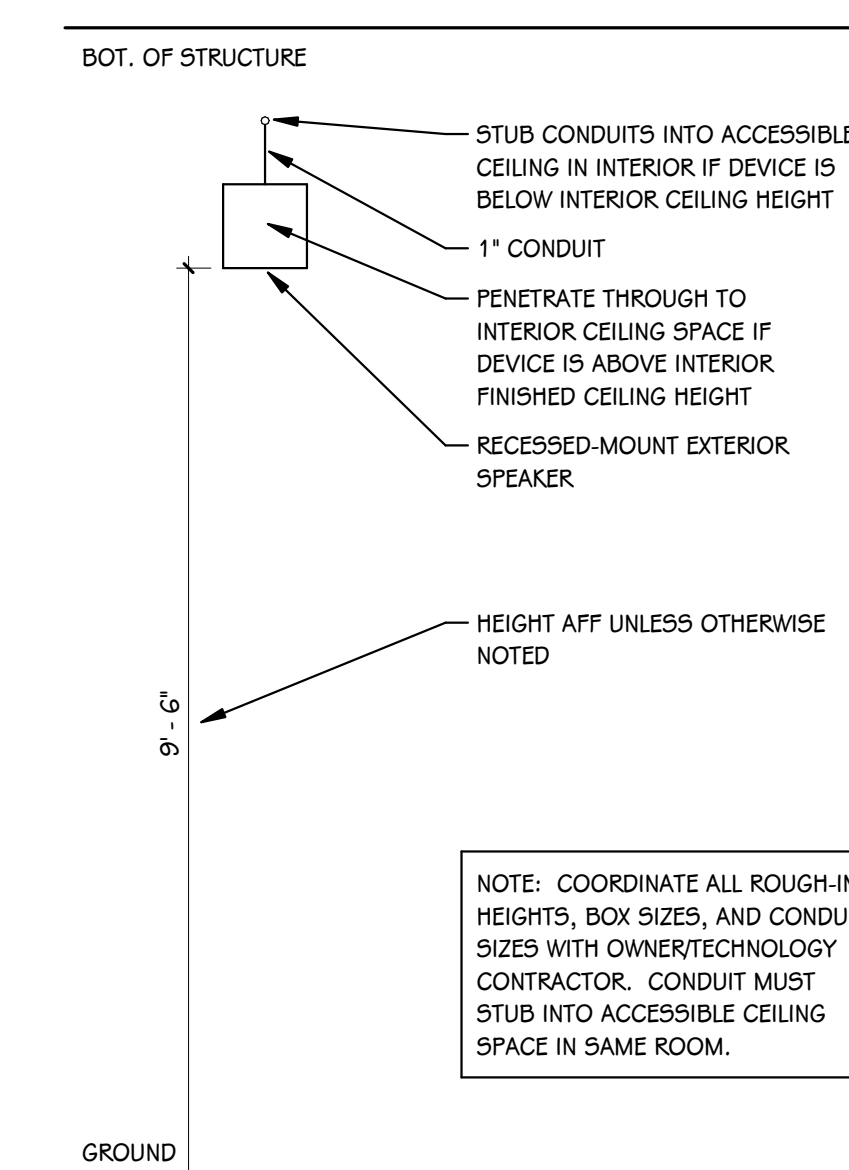 BOT. OF STRUCTURE
STUB CONDUITS INTO ACCESSIBLE
CEILING IN INTERIOR IF DEVICE IS
BELOW INTERIOR CEILING HEIGHT
1" CONDUIT
PENETRATE THROUGH TO
INTERIOR CEILING SPACE IF
DEVICE IS ABOVE INTERIOR
FINISHED CEILING HEIGHT
RECESSED-MOUNT EXTERIOR
SPEAKER
HEIGHT AFF UNLESS OTHERWISE
NOTED
9' - 6"
NOTE: COORDINATE ALL ROUGH-IN
HEIGHTS, BOX SIZES, AND CONDU
SIZES WITH OWNER/TECHNOLOGY
CONTRACTOR. CONDUIT MUST
STUB INTO ACCESSIBLE CEILING
SPACE IN SAME ROOM.
GROUND